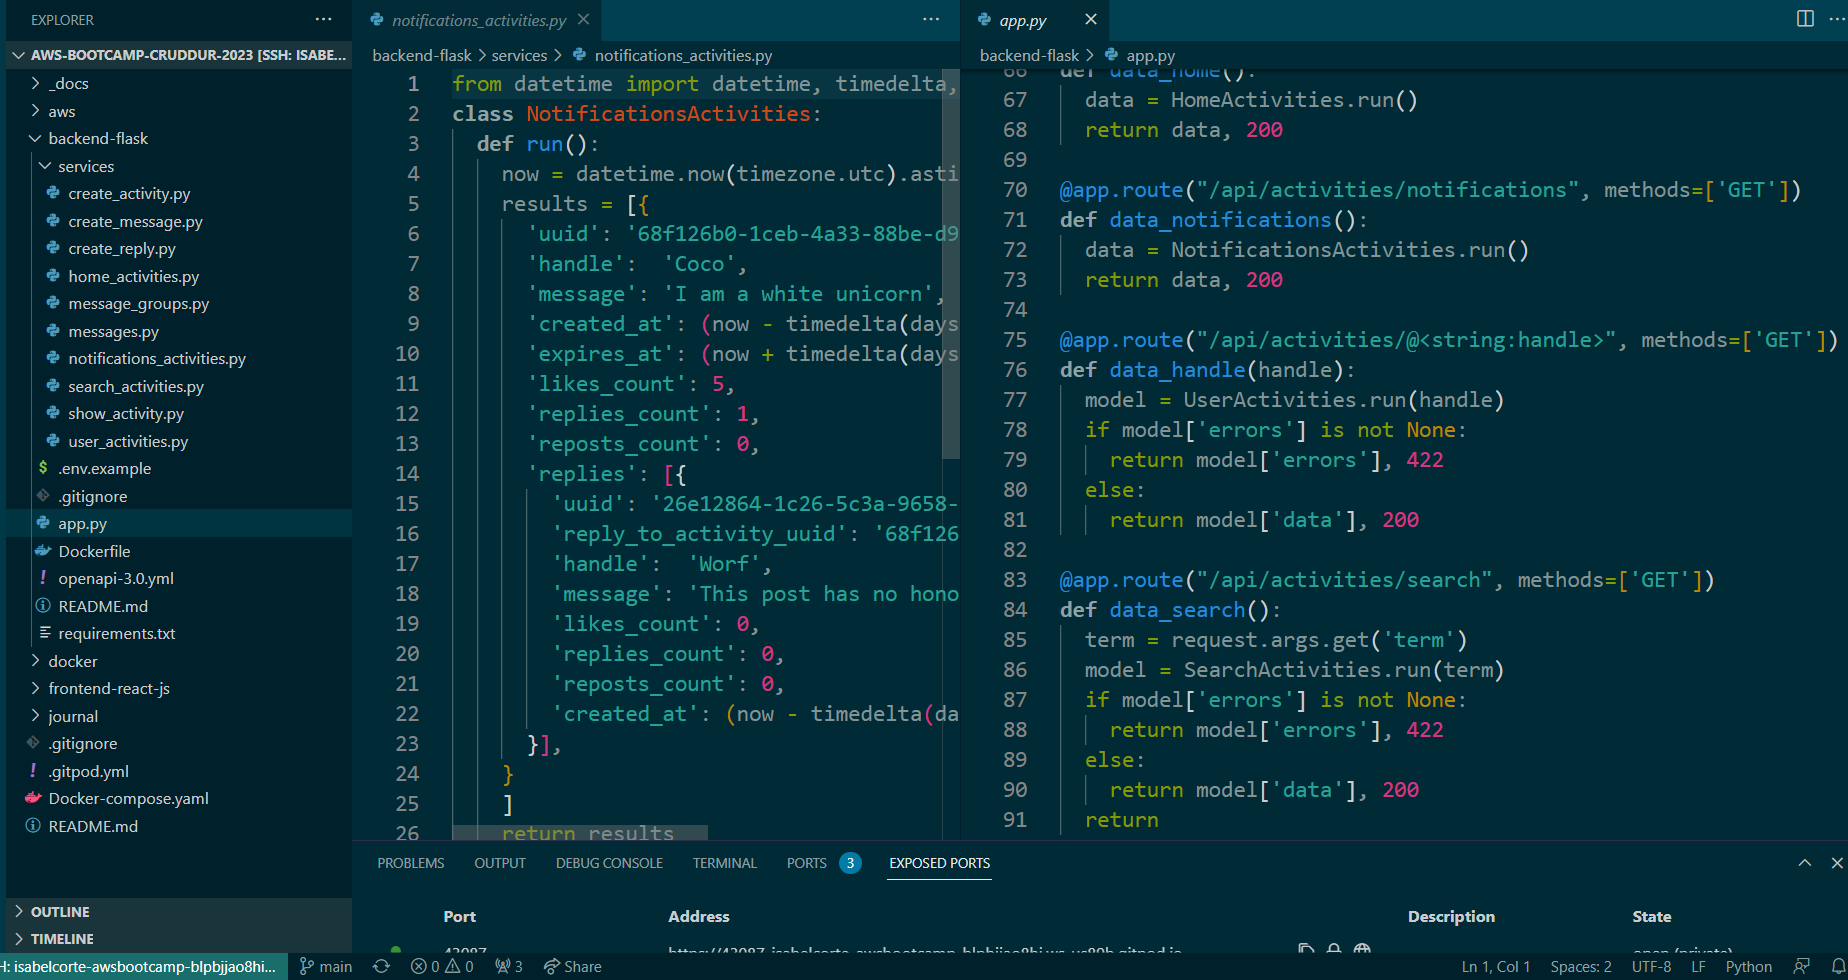 EXPLORER
AWS-BOOTCAMP-CRUDDUR-2023 [SSH: ISABE...
_docs
aws
backend-flask
services
create_activity.py
create_message.py
create_reply.py
home_activities.py
message_groups.py
messages.py
notifications_activities.py
search_activities.py
show_activity.py
user_activities.py
.env.example
.gitignore
app.py
Dockerfile
openapi-3.0.yml
README.md
requirements.txt
docker
frontend-react-js
journal
.gitignore
.gitpod.yml
Docker-compose.yaml
README.md
OUTLINE
TIMELINE
notifications_activities.py
backend-flask > services > notifications_activities.py
1 from datetime import datetime, timedelta,
2 class NotificationsActivities:
3 def run():
4 now = datetime.now(timezone.utc).asti
5 results = [{
6 'uuid': '68f126b0-1ceb-4a33-88be-d9
7 'handle':  'Coco',
8 'message': 'I am a white unicorn',
9 'created_at': (now - timedelta(days
10 'expires_at': (now + timedelta(days
11 'likes_count': 5,
12 'replies_count': 1,
13 'reposts_count': 0,
14 'replies': [{
15 'uuid': '26e12864-1c26-5c3a-9658-
16 'reply_to_activity_uuid': '68f126
17 'handle':  'Worf',
18 'message': 'This post has no hono
19 'likes_count': 0,
20 'replies_count': 0,
21 'reposts_count': 0,
22 'created_at': (now - timedelta(da
23 }],
24 }
25 ]
26 return results
app.py
backend-flask > app.py
66 def data_home():
67 data = HomeActivities.run()
68 return data, 200
69
70 @app.route("/api/activities/notifications", methods=['GET'])
71 def data_notifications():
72 data = NotificationsActivities.run()
73 return data, 200
74
75 @app.route("/api/activities/@<string:handle>", methods=['GET'])
76 def data_handle(handle):
77 model = UserActivities.run(handle)
78 if model['errors'] is not None:
79 return model['errors'], 422
80 else:
81 return model['data'], 200
82
83 @app.route("/api/activities/search", methods=['GET'])
84 def data_search():
85 term = request.args.get('term')
86 model = SearchActivities.run(term)
87 if model['errors'] is not None:
88 return model['errors'], 422
89 else:
90 return model['data'], 200
91 return
PROBLEMS OUTPUT DEBUG CONSOLE TERMINAL PORTS 3 EXPOSED PORTS
Port Address Description State
H: isabelcorte-awsbootcamp-blpbjjao8hi... main 0 0 3 Share Ln 1, Col 1 Spaces: 2 UTF-8 LF Python